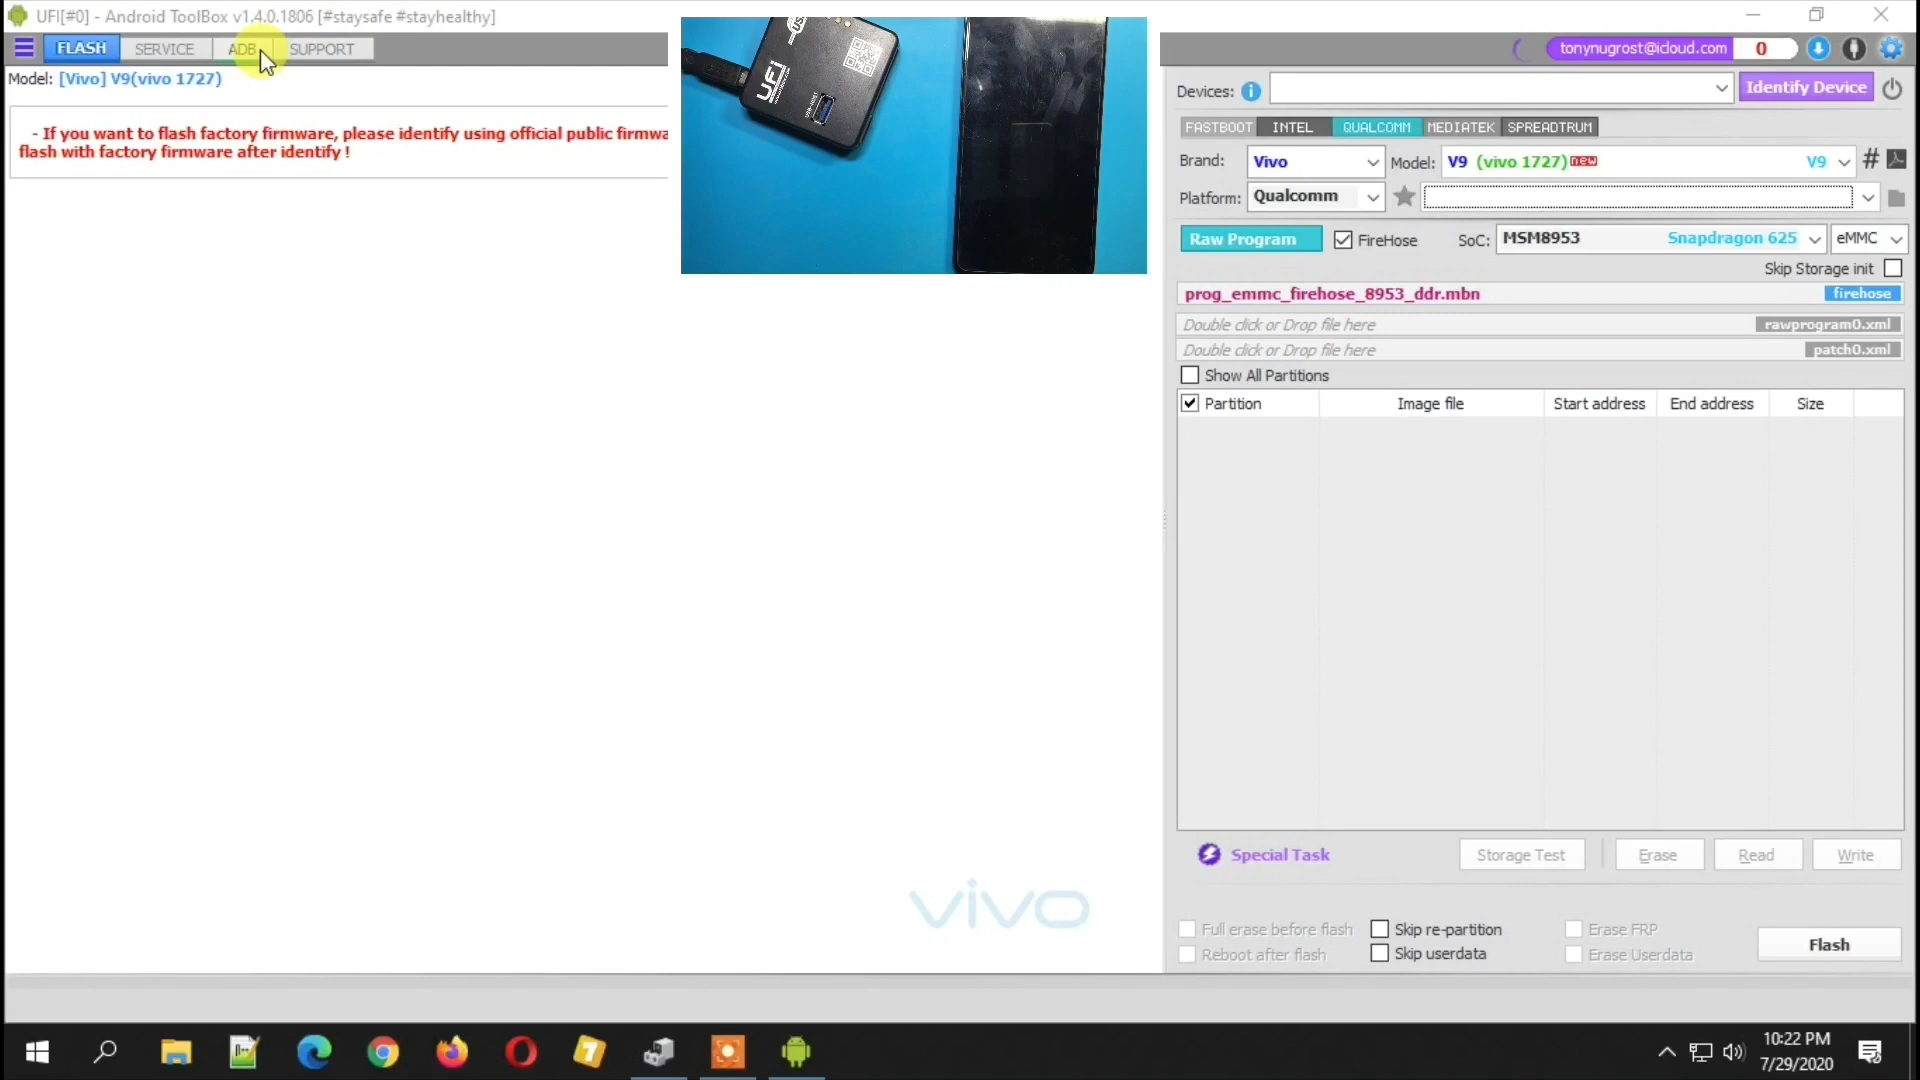 UFI[#0] - Android ToolBox v1.4.0.1806 [#staysafe #stayhealthy]
FLASH SERVICE ADB SUPPORT
tonynugrost@icloud.com 0
Model: [Vivo] V9(vivo 1727)
- If you want to flash factory firmware, please identify using official public firmwa
flash with factory firmware after identify !
UFI
Devices: Identify Device
FASTBOOT INTEL QUALCOMM MEDIATEK SPREADTRUM
Brand: Vivo Model: V9 (vivo 1727) new V9 #
Platform: Qualcomm
Raw Program FireHose SoC: MSM8953 Snapdragon 625 eMMC
Skip Storage init
prog_emmc_firehose_8953_ddr.mbn firehose
Double click or Drop file here rawprogram0.xml
Double click or Drop file here patch0.xml
Show All Partitions
Partition Image file Start address End address Size
Special Task Storage Test Erase Read Write
vivo
Full erase before flash Skip re-partition Erase FRP
Reboot after flash Skip userdata Erase Userdata
Flash
10:22 PM
7/29/2020